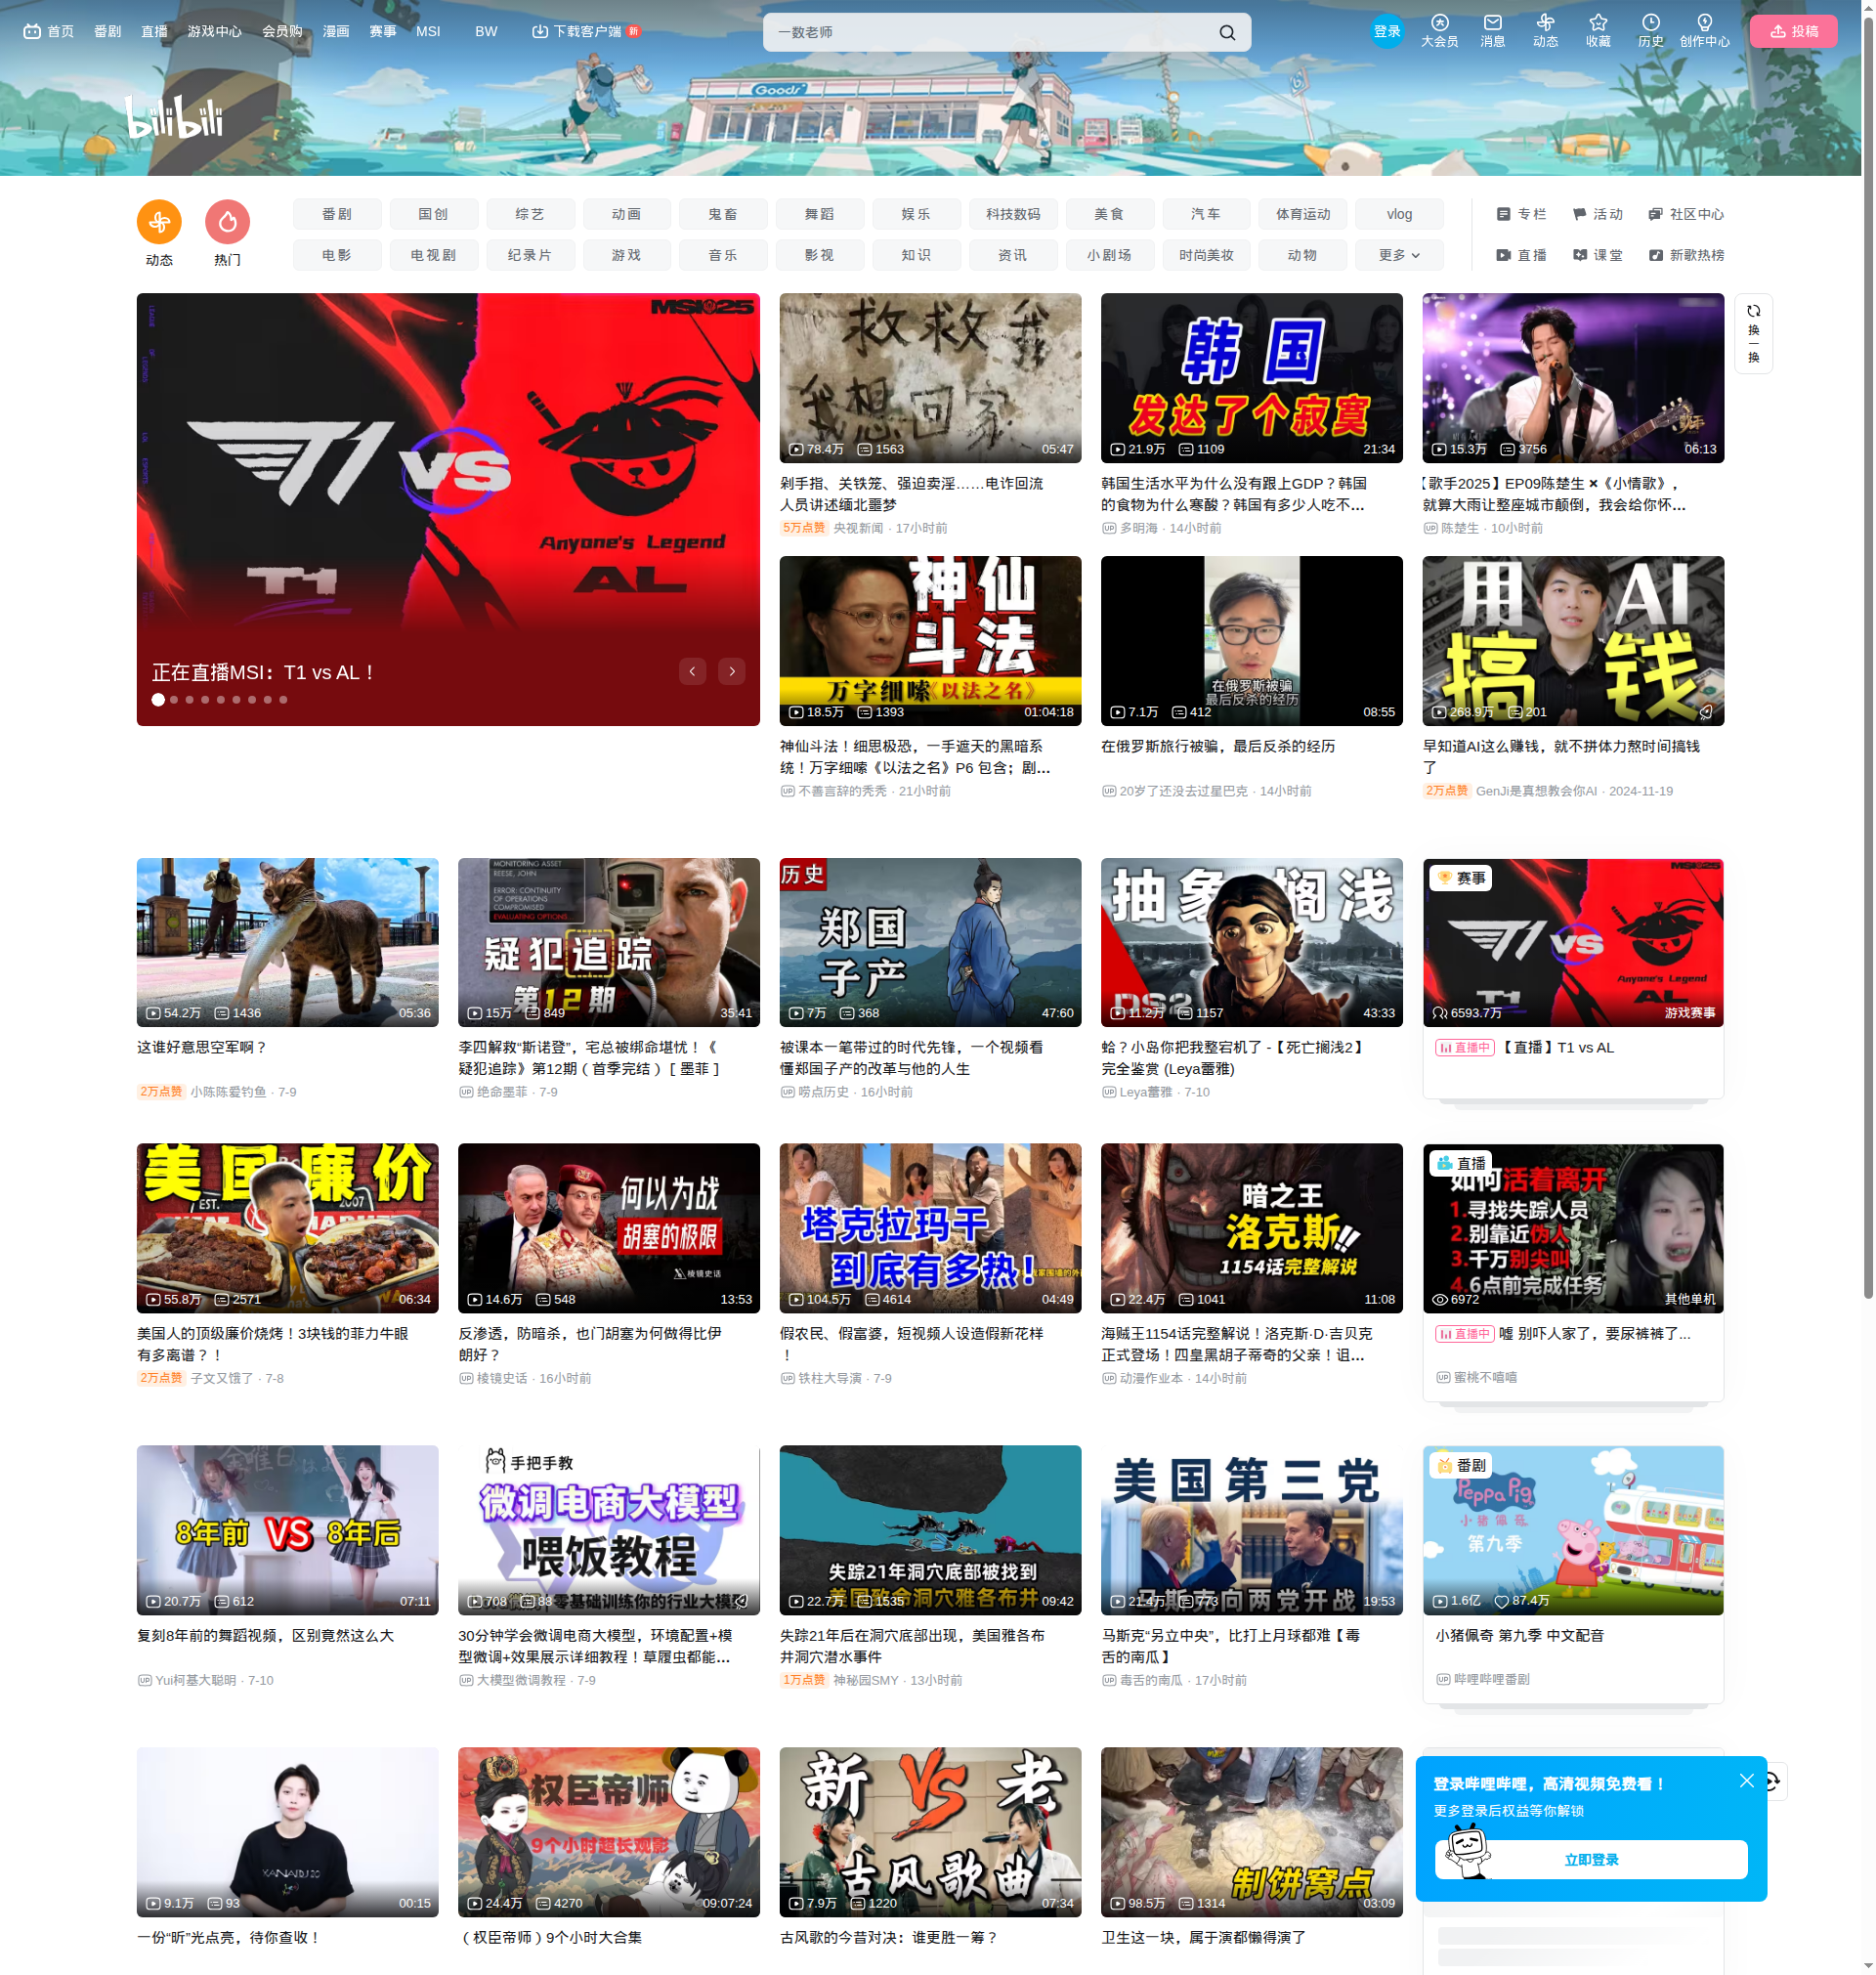 首页 番剧 直播 游戏中心 会员购 漫画 赛事 MSI BW 下载客户端 新
一数老师
登录 大会员 消息 动态 收藏 历史 创作中心 投稿
Goods
bilibili
动态 热门
番剧 国创 综艺 动画 鬼畜 舞蹈 娱乐 科技数码 美食 汽车 体育运动 vlog
电影 电视剧 纪录片 游戏 音乐 影视 知识 资讯 小剧场 时尚美妆 动物 更多
专栏 活动 社区中心
直播 课堂 新歌热榜
MSI25
T1 VS
Anyone's Legend
T1 AL
正在直播MSI：T1 vs AL！
救救我
我想回家
78.4万 1563 05:47
剁手指、关铁笼、强迫卖淫……电诈回流
人员讲述缅北噩梦
5万点赞 央视新闻 · 17小时前
韩国
发达了个寂寞
21.9万 1109 21:34
韩国生活水平为什么没有跟上GDP？韩国
的食物为什么寒酸？韩国有多少人吃不...
多明海 · 14小时前
15.3万 3756 06:13
【歌手2025】EP09陈楚生 ×《小情歌》，
就算大雨让整座城市颠倒，我会给你怀...
陈楚生 · 10小时前
换一换
神仙
斗法
万字细嗦《以法之名》
18.5万 1393 01:04:18
神仙斗法！细思极恐，一手遮天的黑暗系
统！万字细嗦《以法之名》P6 包含；剧...
不善言辞的秃秃 · 21小时前
在俄罗斯被骗
最后反杀的经历
7.1万 412 08:55
在俄罗斯旅行被骗，最后反杀的经历
20岁了还没去过星巴克 · 14小时前
用AI
搞钱
268.9万 201
早知道AI这么赚钱，就不拼体力熬时间搞钱
了
2万点赞 GenJi是真想教会你AI · 2024-11-19
54.2万 1436 05:36
这谁好意思空军啊？
2万点赞 小陈陈爱钓鱼 · 7-9
MONITORING ASSET
REESE, JOHN
ERROR: CONTINUITY
OF OPERATIONS
COMPROMISED
EVALUATING OPTIONS
疑犯追踪
第12期
15万 849 35:41
李四解救“斯诺登”，宅总被绑命堪忧！《
疑犯追踪》第12期（首季完结）［墨菲］
绝命墨菲 · 7-9
历史
郑国
子产
7万 368 47:60
被课本一笔带过的时代先锋，一个视频看
懂郑国子产的改革与他的人生
唠点历史 · 16小时前
抽象搁浅
DS2
11.2万 1157 43:33
蛤？小岛你把我整宕机了 -【死亡搁浅2】
完全鉴赏 (Leya蕾雅)
Leya蕾雅 · 7-10
赛事
MSI25
T1 VS
Anyone's Legend
T1 AL
6593.7万 游戏赛事
直播中 【直播】T1 vs AL
美国廉价
EST. 2007
55.8万 2571 06:34
美国人的顶级廉价烧烤！3块钱的菲力牛眼
有多离谱？！
2万点赞 子文又饿了 · 7-8
何以为战
胡塞的极限
棱镜史话
14.6万 548 13:53
反渗透，防暗杀，也门胡塞为何做得比伊
朗好？
棱镜史话 · 16小时前
塔克拉玛干
到底有多热！
104.5万 4614 04:49
假农民、假富婆，短视频人设造假新花样
！
铁柱大导演 · 7-9
暗之王
洛克斯!!
1154话完整解说
22.4万 1041 11:08
海贼王1154话完整解说！洛克斯·D·吉贝克
正式登场！四皇黑胡子蒂奇的父亲！诅...
动漫作业本 · 14小时前
直播
如何活着离开
1.寻找失踪人员
2.别靠近伪人
3.千万别尖叫
4.6点前完成任务
6972 其他单机
直播中 嘘 别吓人家了，要尿裤裤了...
蜜桃不嘻嘻
8年前 VS 8年后
20.7万 612 07:11
复刻8年前的舞蹈视频，区别竟然这么大
Yui柯基大聪明 · 7-10
手把手教
微调电商大模型
喂饭教程
零基础训练你的行业大模型
708 88
30分钟学会微调电商大模型，环境配置+模
型微调+效果展示详细教程！草履虫都能...
大模型微调教程 · 7-9
失踪21年洞穴底部被找到
美国致命洞穴雅各布井
22.7万 1535 09:42
失踪21年后在洞穴底部出现，美国雅各布
井洞穴潜水事件
1万点赞 神秘园SMY · 13小时前
美国第三党
马斯克向两党开战
21.4万 773 19:53
马斯克“另立中央”，比打上月球都难【毒
舌的南瓜】
毒舌的南瓜 · 17小时前
番剧
Peppa Pig
小猪佩奇
第九季
1.6亿 87.4万
小猪佩奇 第九季 中文配音
哔哩哔哩番剧
9.1万 93 00:15
一份“昕”光点亮，待你查收！
权臣帝师
9个小时超长观影
24.4万 4270 09:07:24
（权臣帝师）9个小时大合集
新VS老
古风歌曲
7.9万 1220 07:34
古风歌的今昔对决：谁更胜一筹？
制饼窝点
98.5万 1314 03:09
卫生这一块，属于演都懒得演了
登录哔哩哔哩，高清视频免费看！
更多登录后权益等你解锁
立即登录